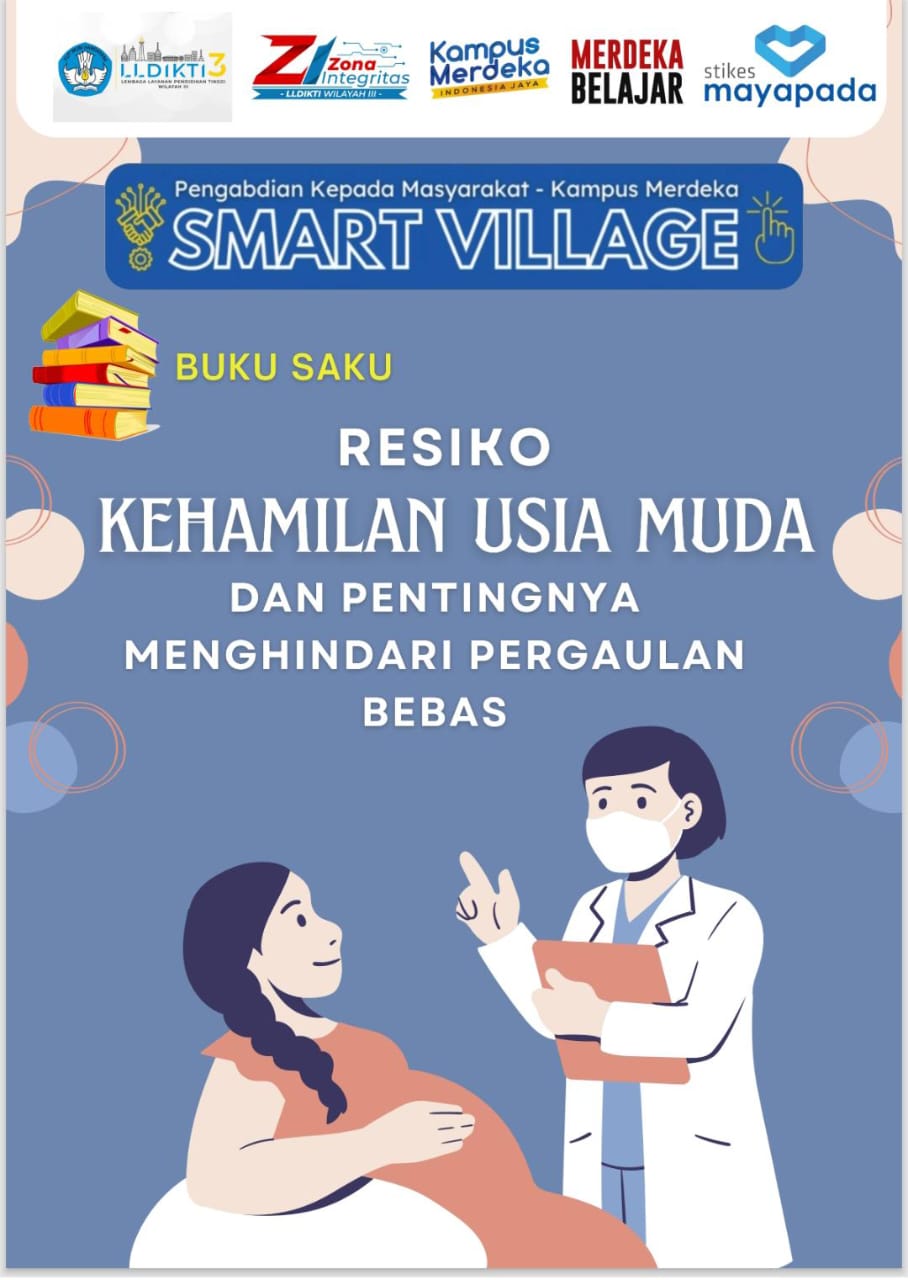 LLDIKTI 3
LEMBAGA LAYANAN PENDIDIKAN TINGGI
WILAYAH III
ZI Zona
Integritas
- LLDIKTI WILAYAH III -
Kampus
Merdeka
INDONESIA JAYA
MERDEKA
BELAJAR
stikes
mayapada
Pengabdian Kepada Masyarakat - Kampus Merdeka
SMART VILLAGE
BUKU SAKU
RESIKO
KEHAMILAN USIA MUDA
DAN PENTINGNYA
MENGHINDARI PERGAULAN
BEBAS